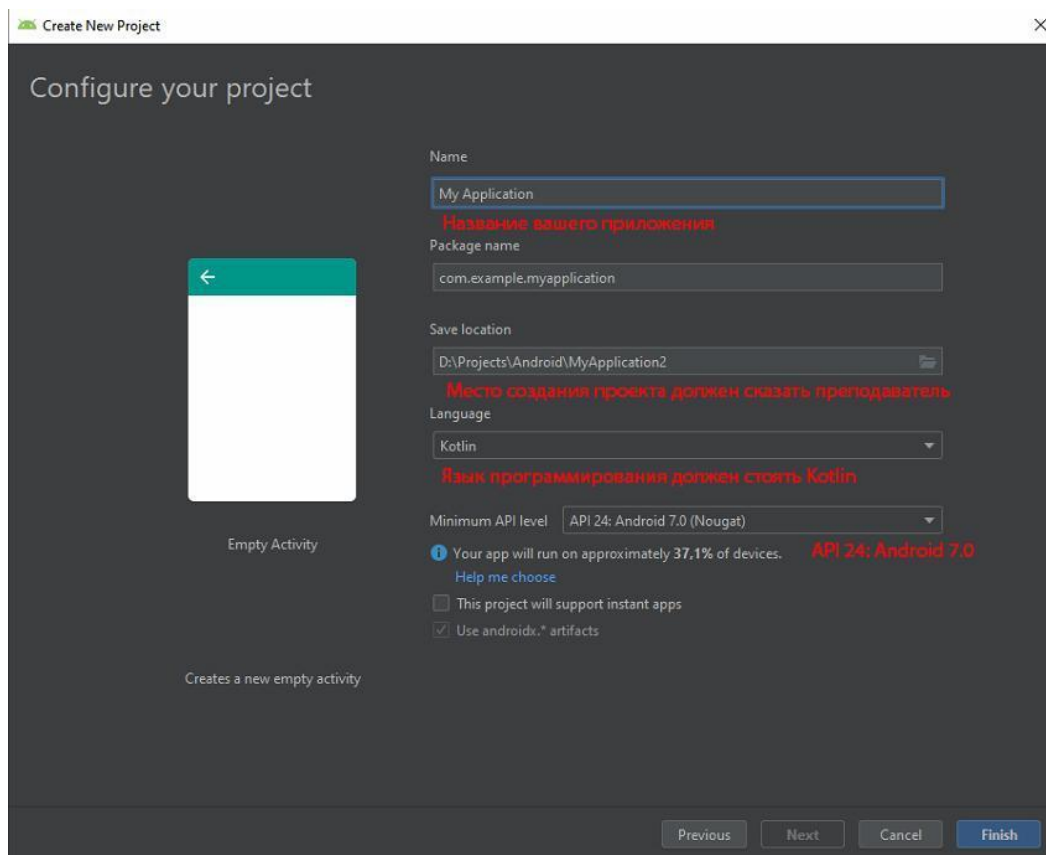 Create New Project
Configure your project
Name
My Application
Название вашего приложения
Package name
com.example.myapplication
Save location
D:\Projects\Android\MyApplication2
Место создания проекта должен сказать преподаватель
Language
Kotlin
Язык программирования должен стоять Kotlin
Minimum API level API 24: Android 7.0 (Nougat)
Empty Activity
Your app will run on approximately 37,1% of devices. API 24: Android 7.0
Help me choose
This project will support instant apps
Use androidx.* artifacts
Creates a new empty activity
Previous Next Cancel Finish